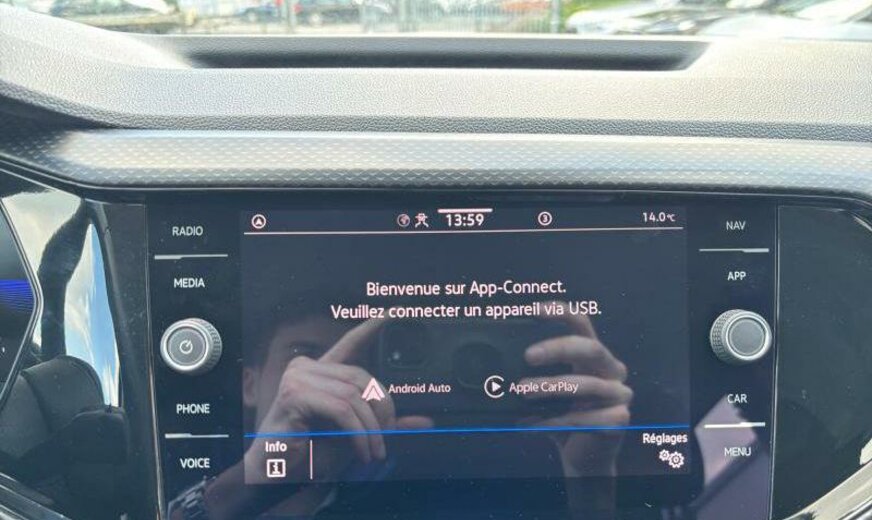 RADIO
MEDIA
PHONE
VOICE
13:59
3
14.0°C
Bienvenue sur App-Connect.
Veuillez connecter un appareil via USB.
Android Auto
Apple CarPlay
Info
Réglages
NAV
APP
CAR
MENU